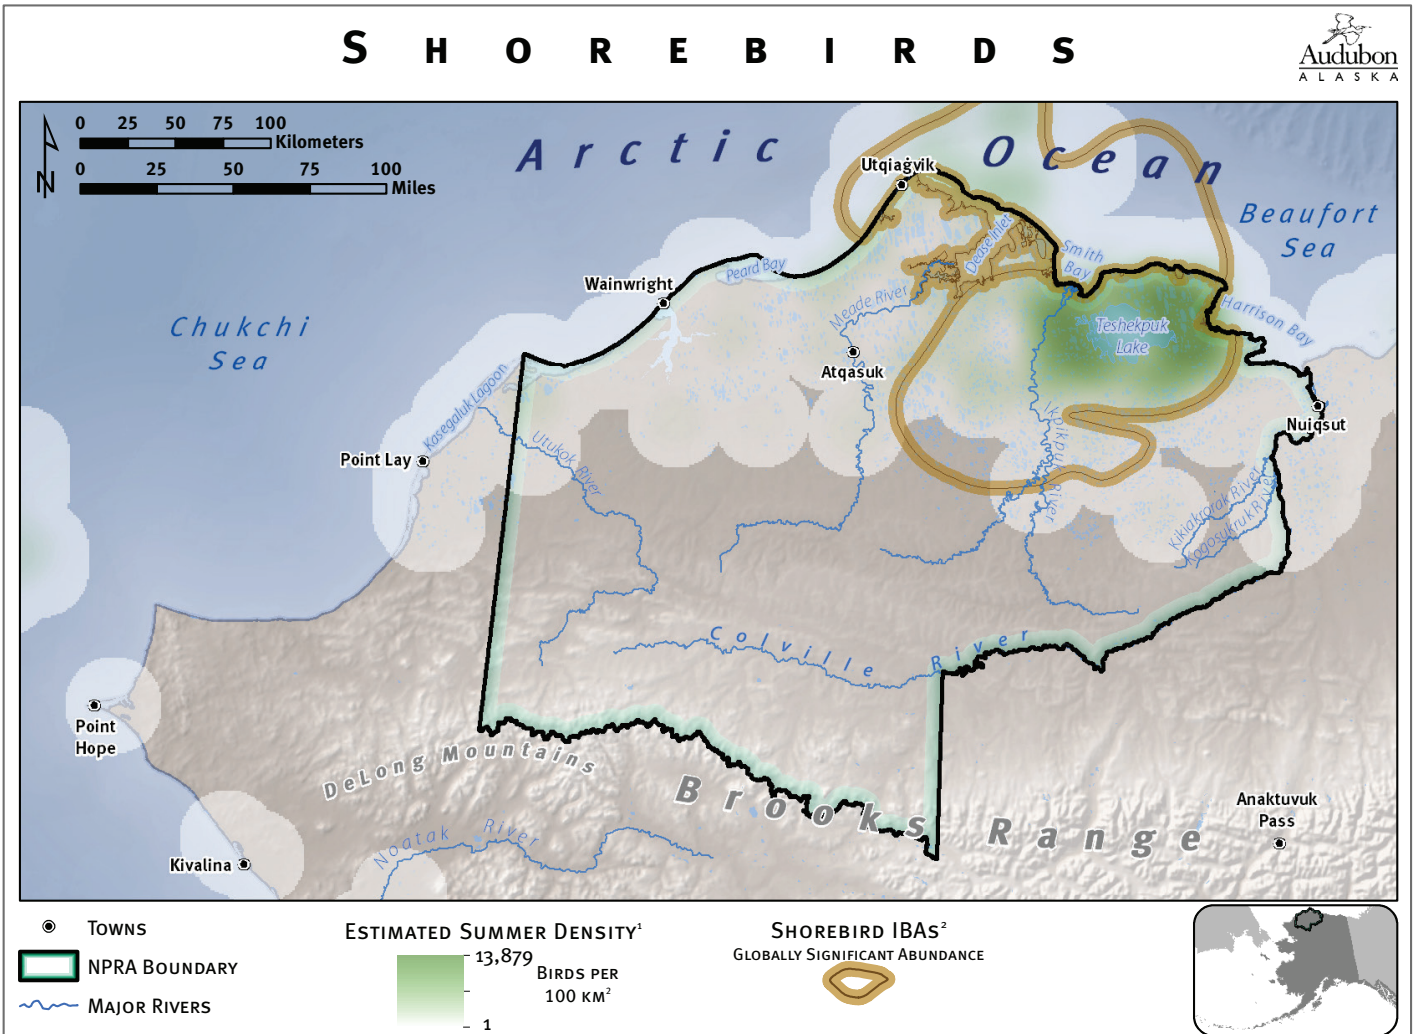 SHOREBIRDS
Audubon
ALASKA
0 25 50 75 100
Kilometers
0 25 50 75 100
Miles
N
Arctic Ocean
Utqiaġvik
Beaufort
Sea
Dease Inlet
Smith
Bay
Peard Bay
Wainwright
Meade River
Harrison Bay
Chukchi
Sea
Teshekpuk
Lake
Atqasuk
Kasegaluk Lagoon
Nuiqsut
Utukok River
Ikpikpuk River
Point Lay
Kikiakrorak River
Kogosukruk River
Colville River
Point
Hope
DeLong Mountains
Brooks Range
Anaktuvuk
Pass
Noatak River
Kivalina
TOWNS
NPRA BOUNDARY
MAJOR RIVERS
ESTIMATED SUMMER DENSITY¹
13,879
BIRDS PER
100 KM²
1
SHOREBIRD IBAS²
GLOBALLY SIGNIFICANT ABUNDANCE